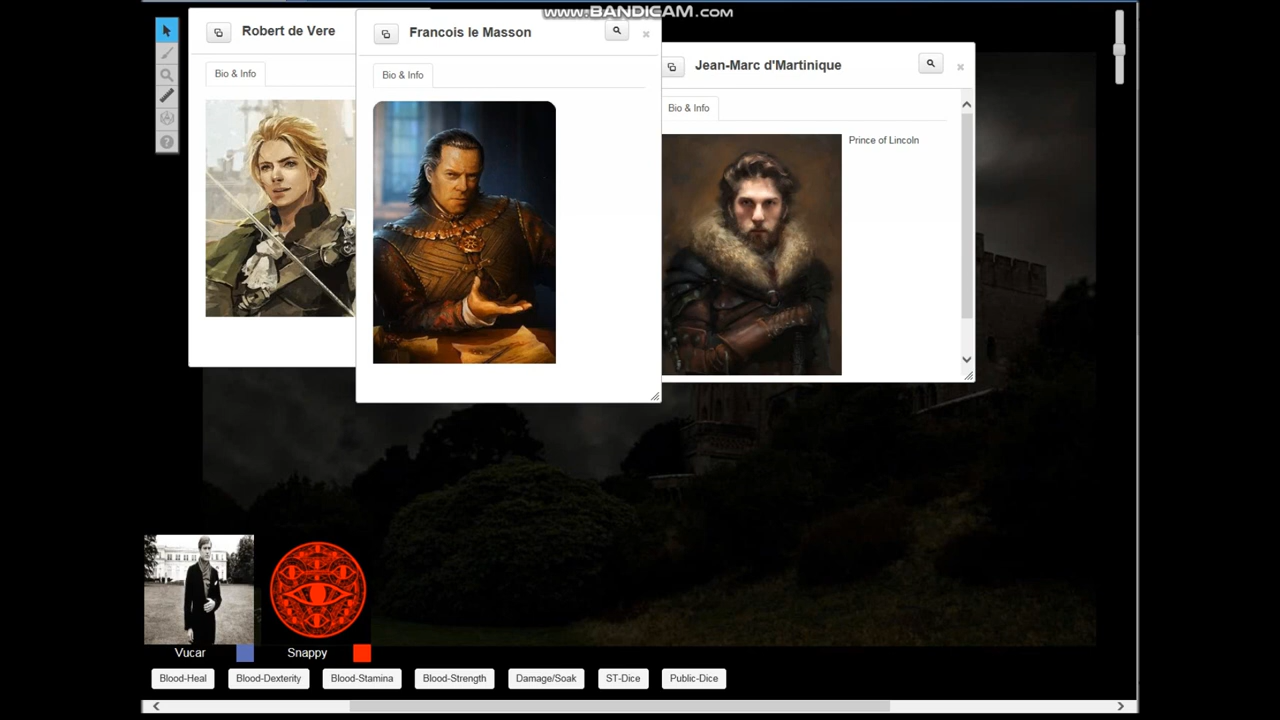 www.BANDICAM.com
Robert de Vere
Bio & Info
Francois le Masson
×
Bio & Info
Jean-Marc d'Martinique
×
Bio & Info
Prince of Lincoln
Vucar
Snappy
Blood-Heal
Blood-Dexterity
Blood-Stamina
Blood-Strength
Damage/Soak
ST-Dice
Public-Dice